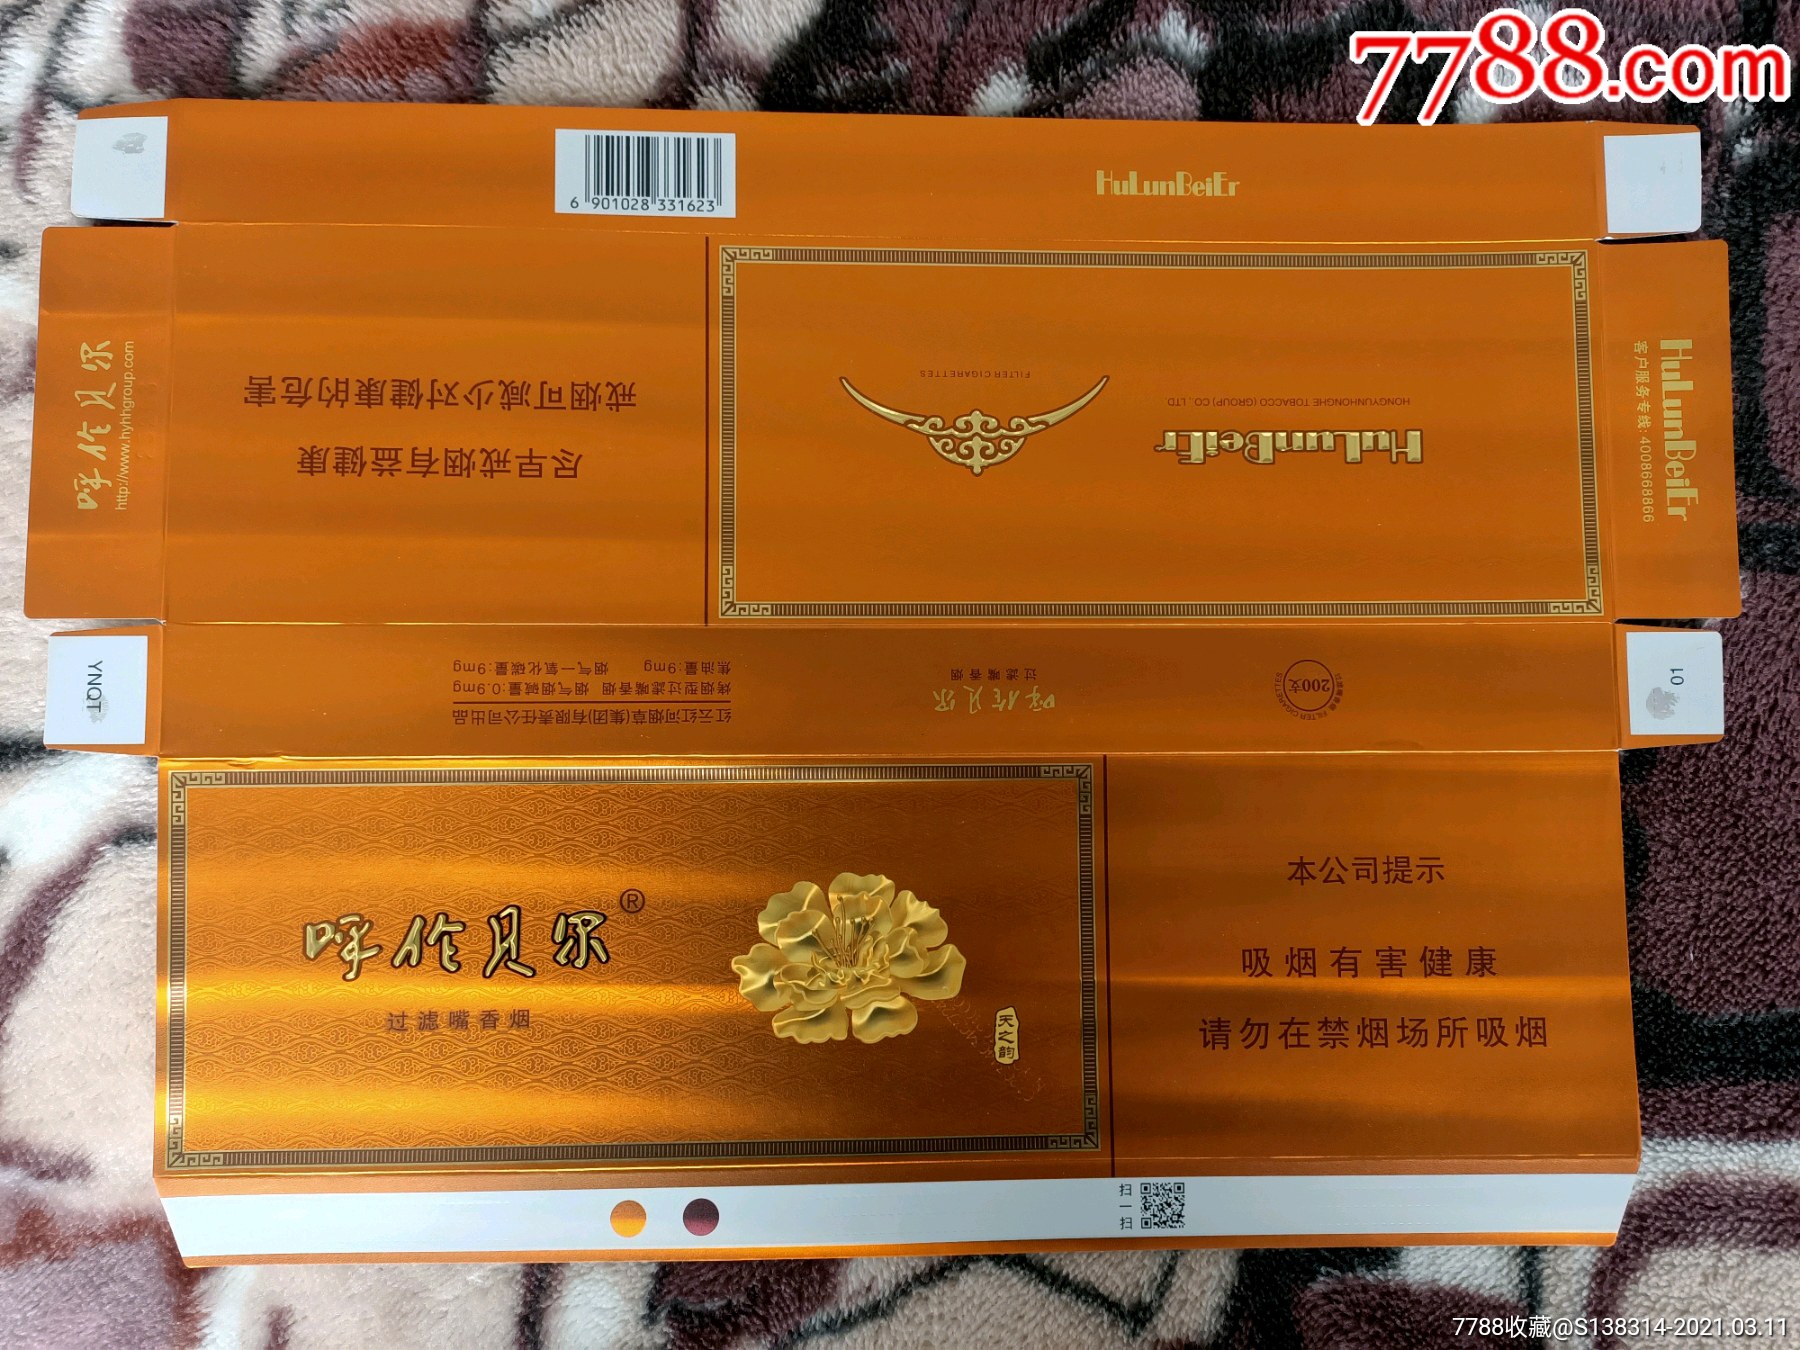 7788.com
6 901028 331623
HuLunBeiEr
呼伦贝尔
http://www.hyhhgroup.com
尽早戒烟有益健康
戒烟可减少对健康的危害
HuLunBeiEr
HONGYUNHONGHE TOBACCO (GROUP) CO., LTD.
FILTER CIGARETTES
HuLunBeiEr
客户服务专线:4008668866
YNQT
红云红河烟草(集团)有限责任公司出品
烤烟型过滤嘴香烟 烟气烟碱量:0.9mg
焦油量:9mg 烟气一氧化碳量:9mg
呼伦贝尔
过滤嘴香烟
200支
FILTER CIGARETTES
01
呼伦贝尔®
过滤嘴香烟
天之韵
本公司提示
吸烟有害健康
请勿在禁烟场所吸烟
扫一扫
7788收藏@S138314-2021.03.11